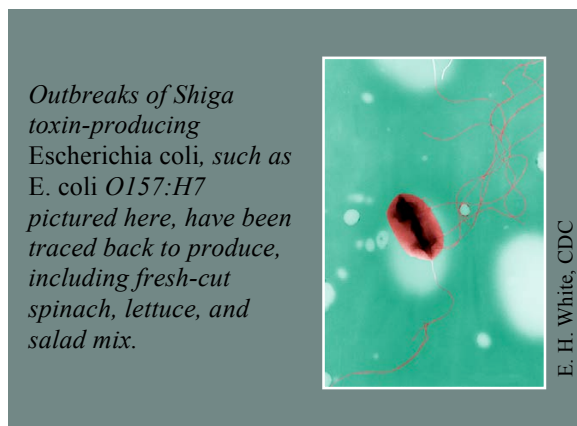 Outbreaks of Shiga
toxin-producing
Escherichia coli, such as
E. coli O157:H7
pictured here, have been
traced back to produce,
including fresh-cut
spinach, lettuce, and
salad mix.
E. H. White, CDC